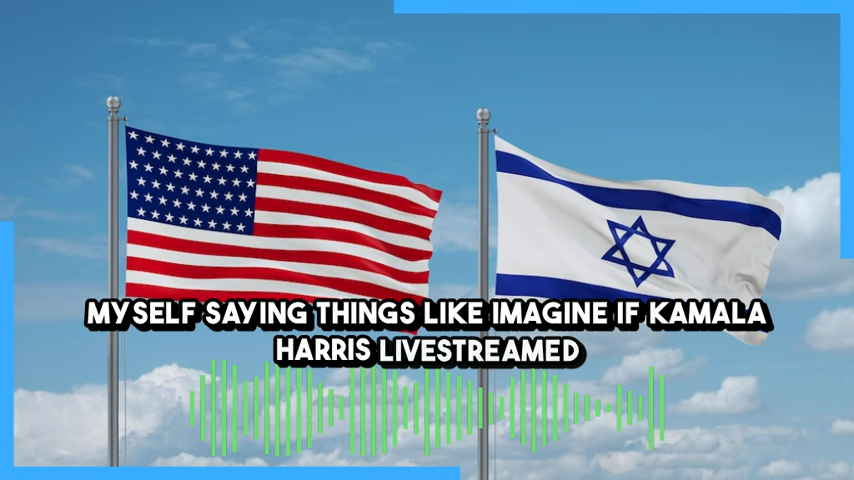 MYSELF SAYING THINGS LIKE IMAGINE IF KAMALA
HARRIS LIVESTREAMED